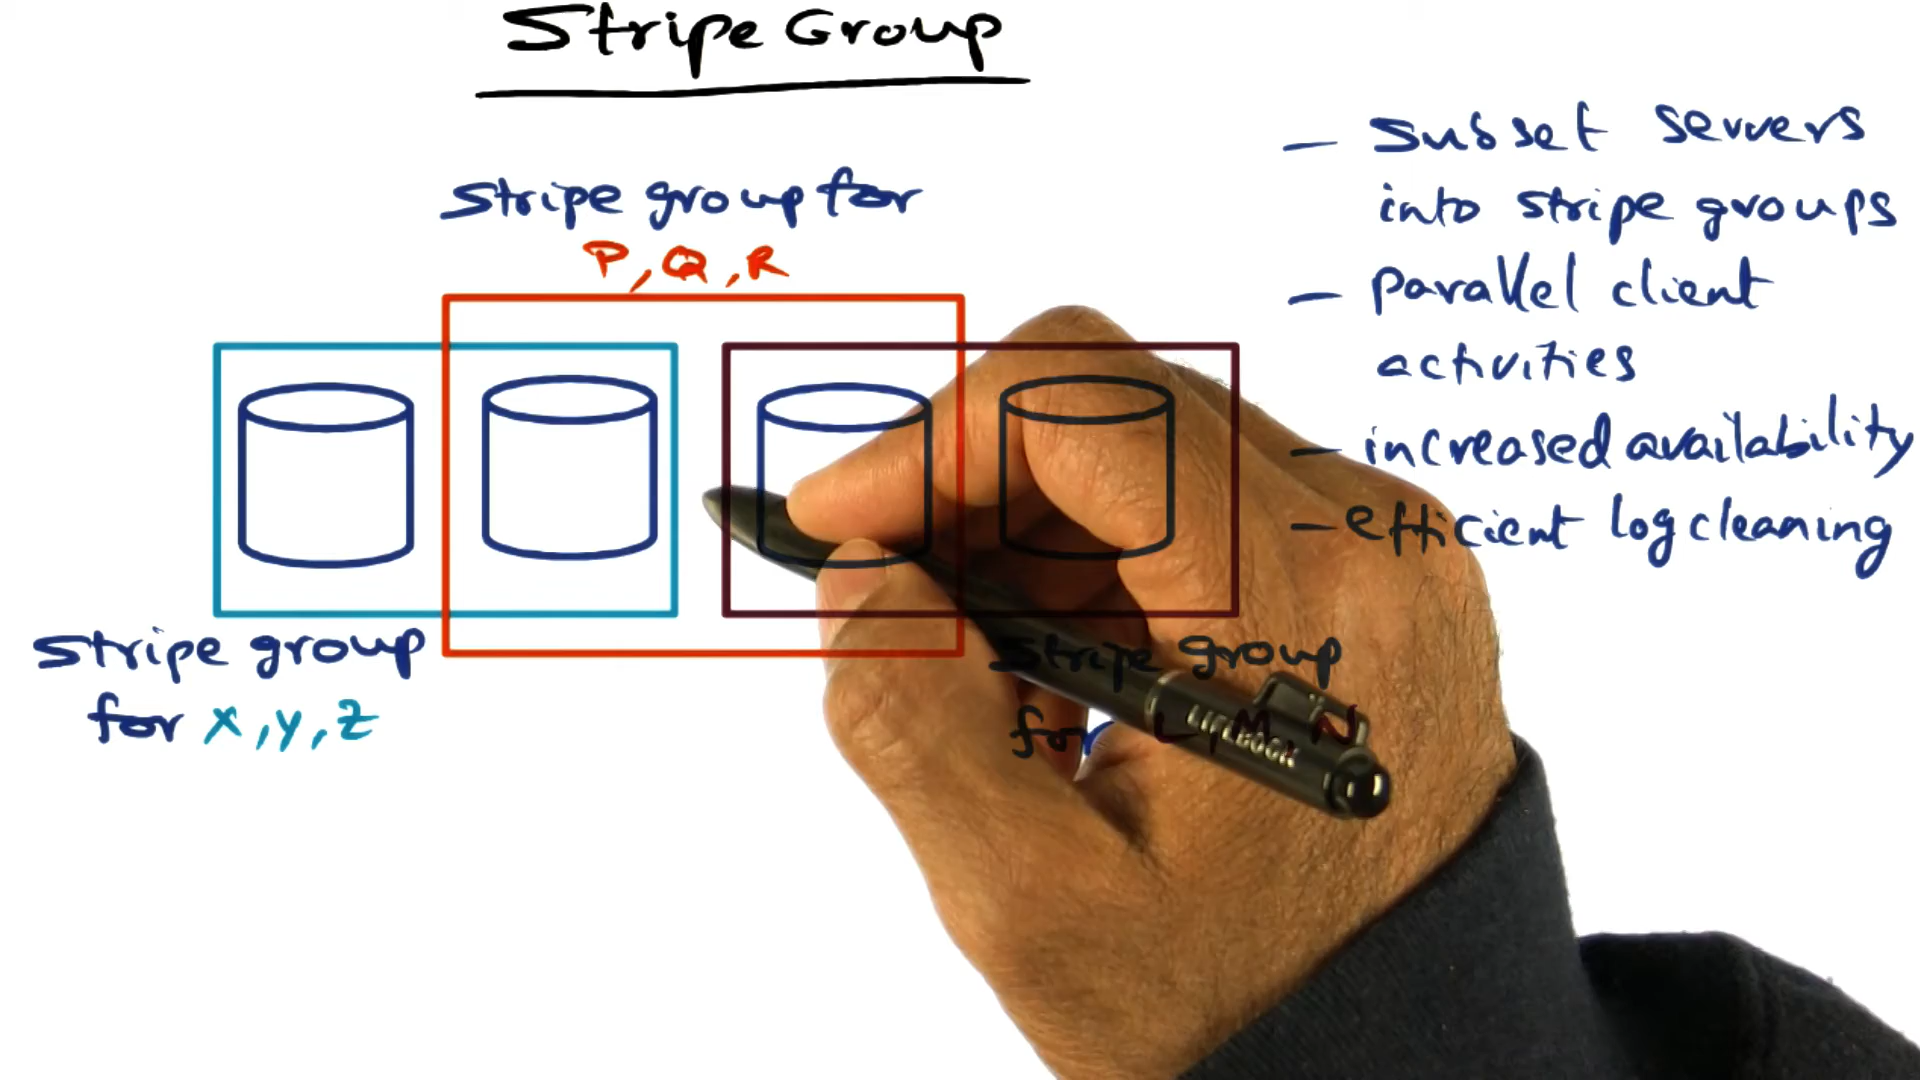 Stripe Group
Stripe group for
P, Q, R
Stripe group
for X, Y, Z
Stripe group
for L, M, N
- Subset servers
into stripe groups
- parallel client
activities
- increased availability
- efficient log cleaning